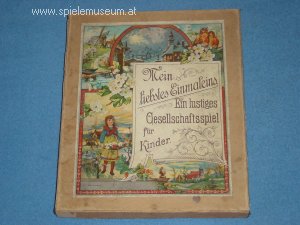 www.spielemuseum.at
Mein
liebstes Einmaleins
Ein lustiges
Gesellschaftsspiel
für
Kinder